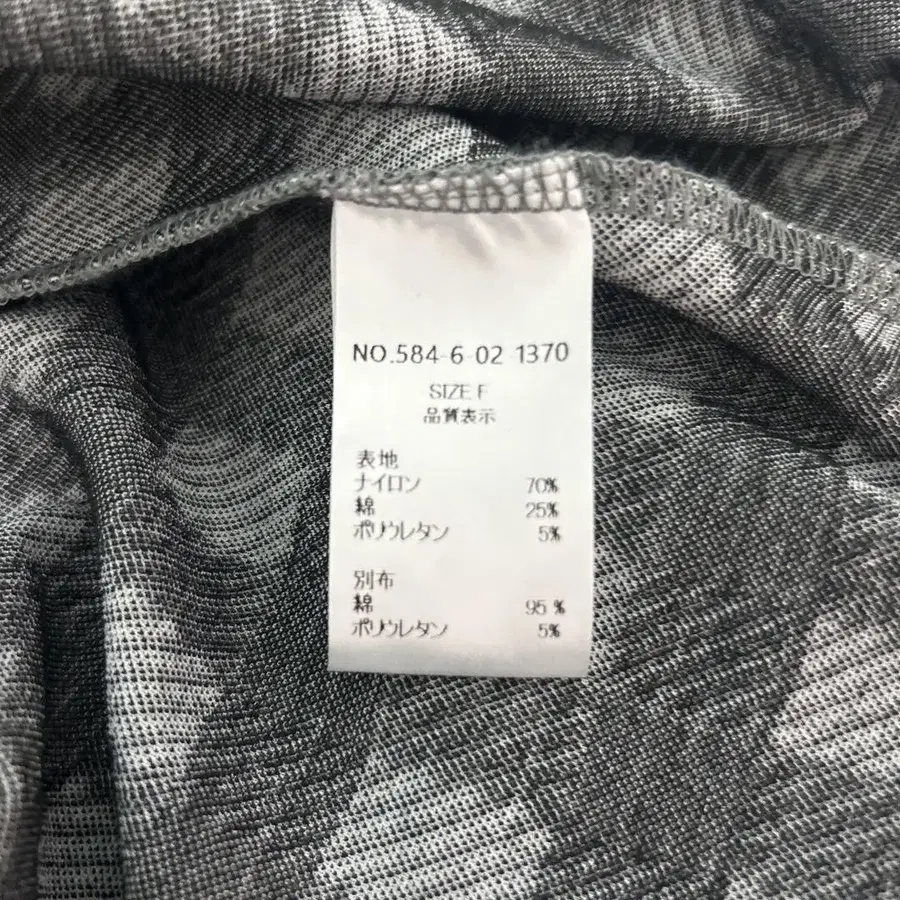 NO.584-6-02 1370
SIZE F
品質表示
表地
ナイロン 70%
綿 25%
ポリウレタン 5%
別布
綿 95 %
ポリウレタン 5%